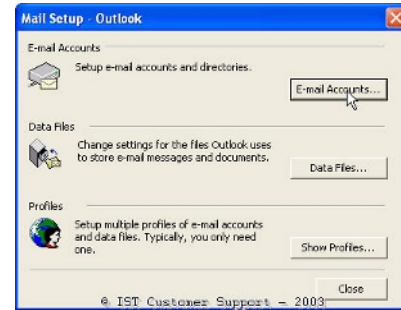 Mail Setup - Outlook
E-mail Accounts
Setup e-mail accounts and directories.
E-mail Accounts...
Data Files
Change settings for the files Outlook uses
to store e-mail messages and documents.
Data Files...
Profiles
Setup multiple profiles of e-mail accounts
and data files. Typically, you only need
one.
Show Profiles...
Close
@ IST Customer Support - 2003